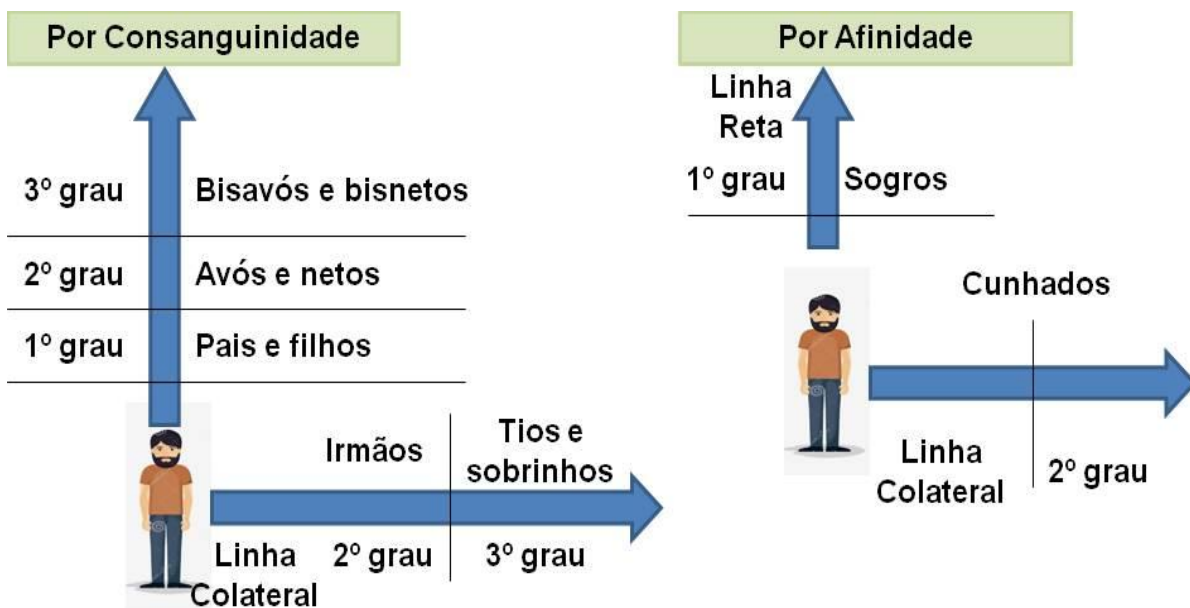 Por Consanguinidade
3º grau Bisavós e bisnetos
2º grau Avós e netos
1º grau Pais e filhos
Irmãos
Tios e
sobrinhos
Linha
Colateral
2º grau
3º grau
Por Afinidade
Linha
Reta
1º grau Sogros
Cunhados
Linha
Colateral
2º grau